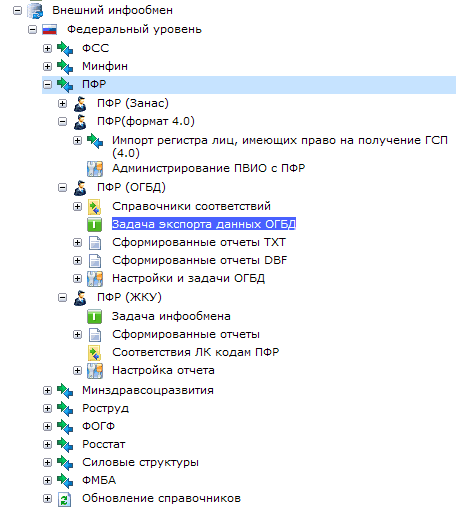 Внешний инфообмен
Федеральный уровень
ФСС
Минфин
ПФР
ПФР (Занас)
ПФР(формат 4.0)
Импорт регистра лиц, имеющих право на получение ГСП
(4.0)
Администрирование ПВИО с ПФР
ПФР (ОГБД)
Справочники соответствий
Задача экспорта данных ОГБД
Сформированные отчеты TXT
Сформированные отчеты DBF
Настройки и задачи ОГБД
ПФР (ЖКУ)
Задача инфообмена
Сформированные отчеты
Соответствия ЛК кодам ПФР
Настройка отчета
Минздравсоцразвития
Роструд
ФОГФ
Росстат
Силовые структуры
ФМБА
Обновление справочников